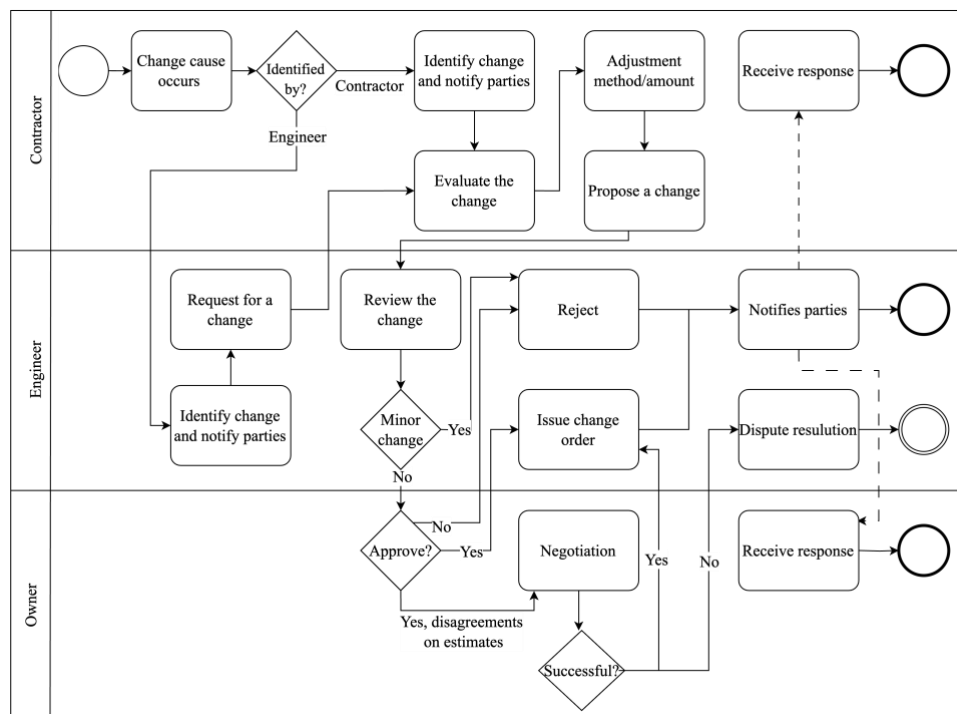 Contractor
Change cause
occurs
Identified
by?
Contractor
Engineer
Identify change
and notify parties
Adjustment
method/amount
Receive response
Evaluate the
change
Propose a change
Engineer
Request for a
change
Review the
change
Reject
Notifies parties
Identify change
and notify parties
Minor
change
Yes
No
Issue change
order
Dispute resulution
Owner
Approve?
No
Yes
Yes, disagreements
on estimates
Negotiation
Successful?
Yes
No
Receive response